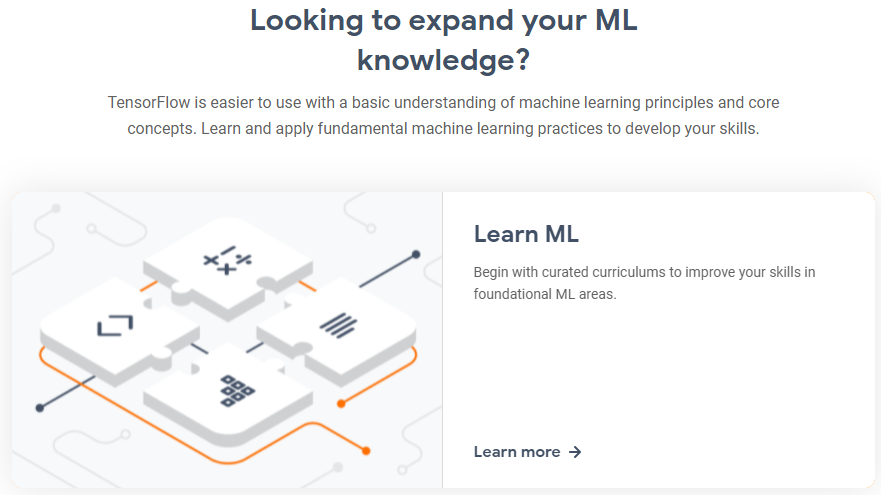 Looking to expand your ML
knowledge?
TensorFlow is easier to use with a basic understanding of machine learning principles and core
concepts. Learn and apply fundamental machine learning practices to develop your skills.
Learn ML
Begin with curated curriculums to improve your skills in
foundational ML areas.
Learn more →